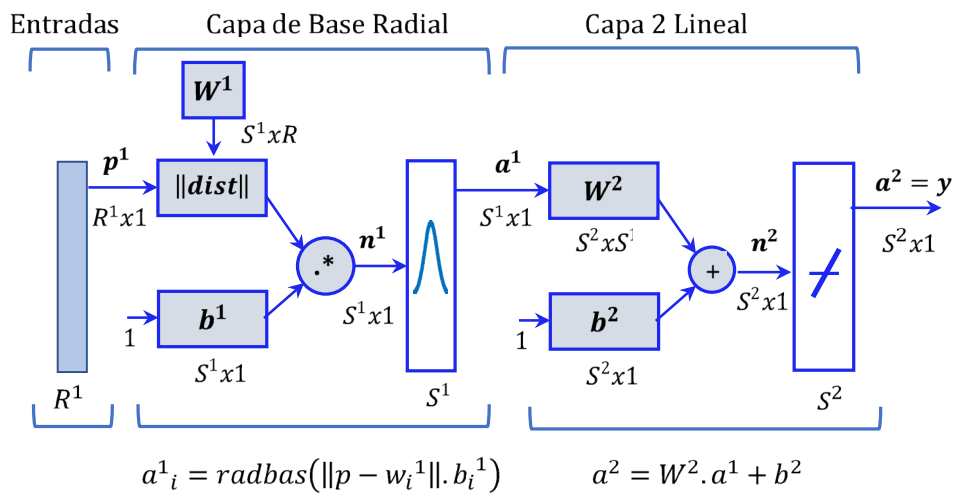 Entradas Capa de Base Radial Capa 2 Lineal
W¹
S¹xR
p¹ a¹
‖dist‖ W² a² = y
R¹x1 S¹x1
n¹ S²xS¹ n² S²x1
.* +
S¹x1 S²x1
1 b¹ 1 b²
S¹x1 S²x1
R¹ S¹ S²
a¹ᵢ = radbas(‖p − wᵢ¹‖. bᵢ¹) a² = W². a¹ + b²